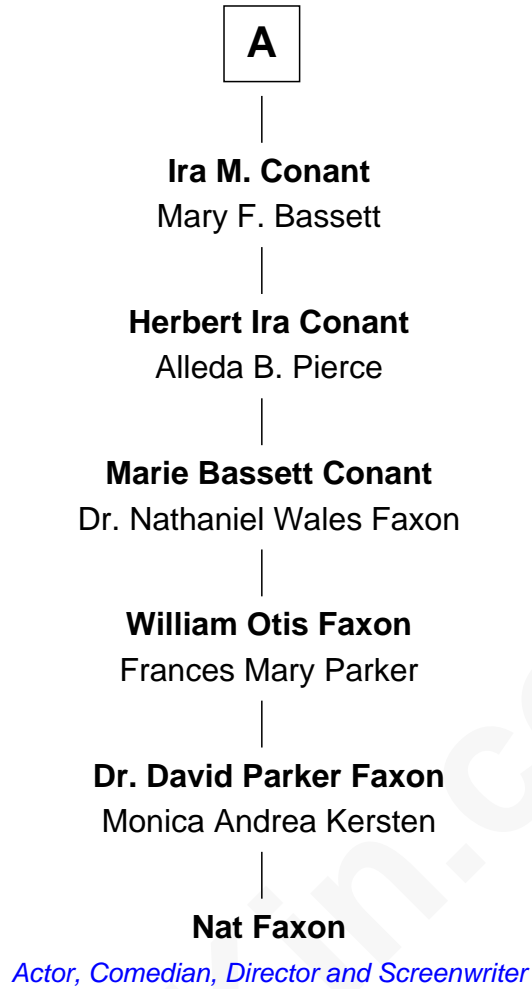 A
Ira M. Conant
Mary F. Bassett
Herbert Ira Conant
Alleda B. Pierce
Marie Bassett Conant
Dr. Nathaniel Wales Faxon
William Otis Faxon
Frances Mary Parker
Dr. David Parker Faxon
Monica Andrea Kersten
Nat Faxon
Actor, Comedian, Director and Screenwriter